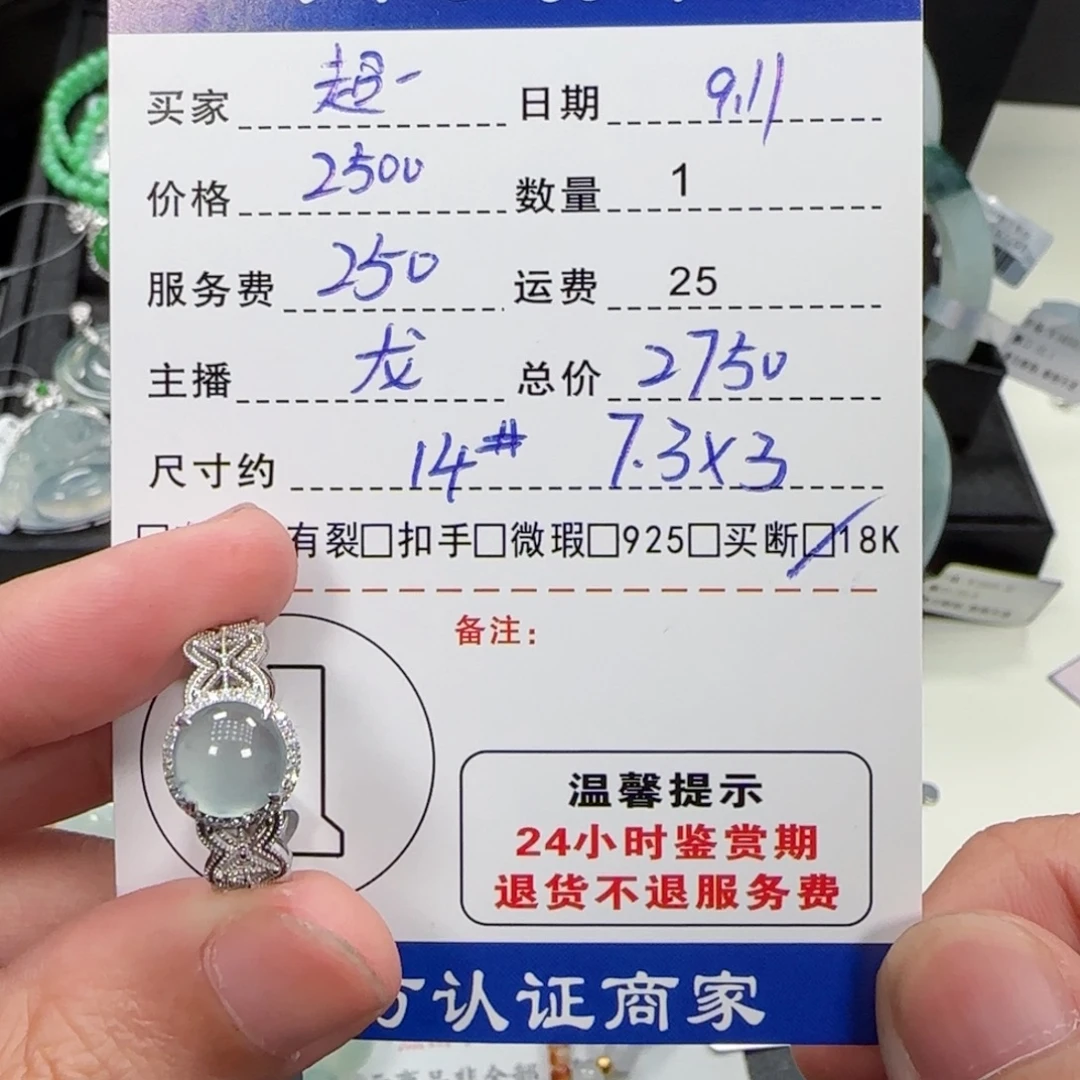 买家 超一 日期 9.11
价格 2500 数量 1
服务费 250 运费 25
主播 龙 总价 2750
尺寸约 14# 7.3x3
有裂□扣手□微瑕□925□买断☑18K
备注：
温馨提示
24小时鉴赏期
退货不退服务费
方认证商家